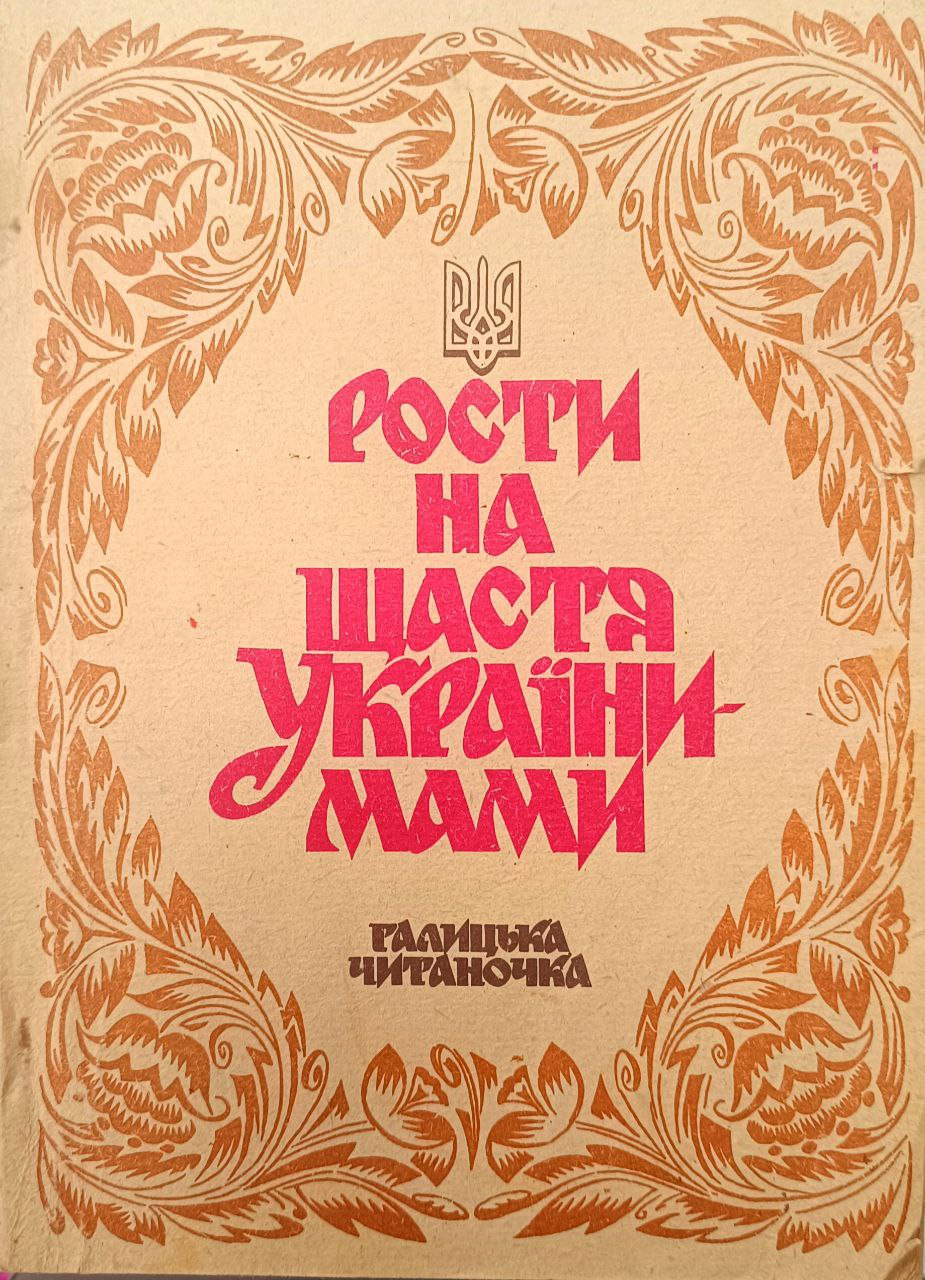 Рости
на
щастя
України-
мами
Галицька
читаночка